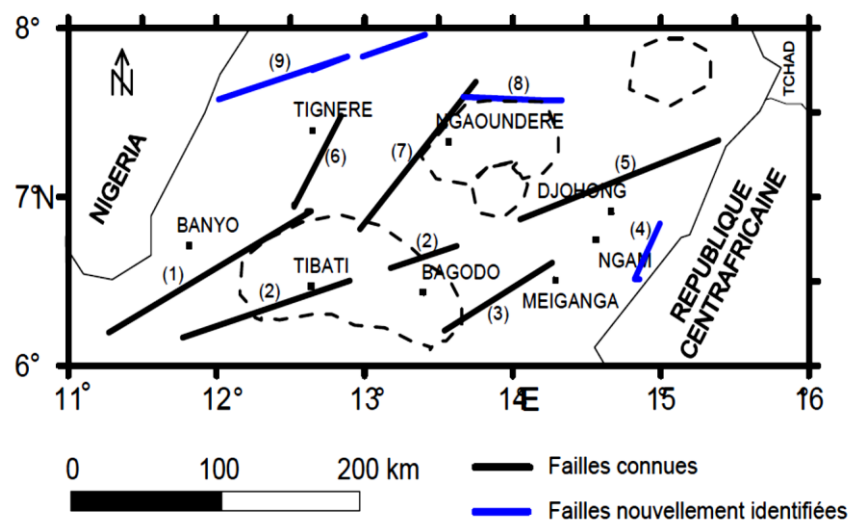 8°
(9)
TCHAD
N
(8)
TIGNERE
NGAOUNDERE
(6)
(7)
(5)
NIGERIA
7°N
DJOHONG
BANYO
(4)
(2)
NGAM
(1)
TIBATI
BAGODO
(2)
MEIGANGA
(3)
REPUBLIQUE
CENTRAFRICAINE
6°
11° 12° 13° 14°E 15° 16°
0 100 200 km
Failles connues
Failles nouvellement identifiées